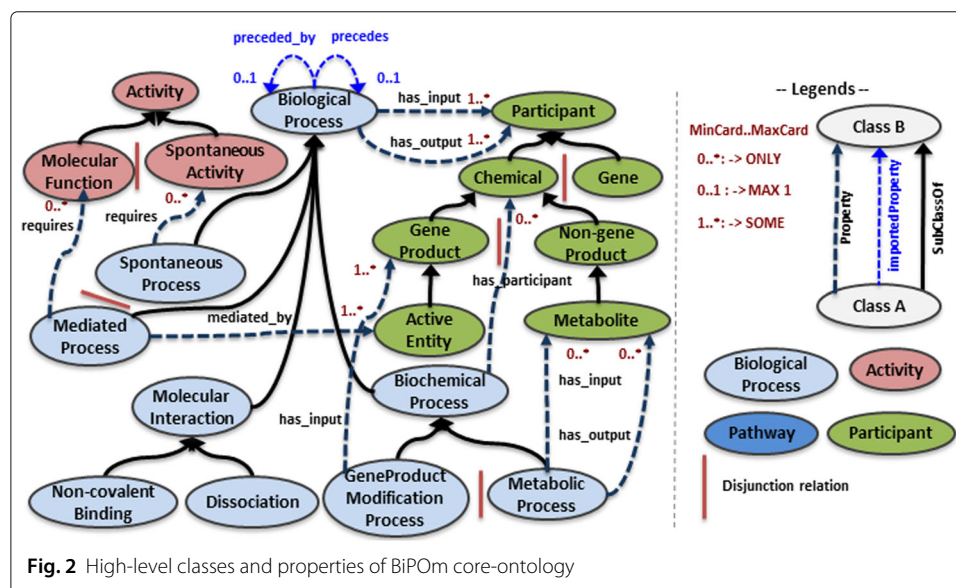 preceded_by
precedes
0..1
0..1
Activity
Biological
Process
has_input
1..*
Participant
has_output
1..*
Molecular
Function
Spontaneous
Activity
Chemical
Gene
0..*
requires
0..*
requires
0..*
Gene
Product
Non-gene
Product
Spontaneous
Process
1..*
has_participant
1..*
Mediated
Process
mediated_by
Active
Entity
Metabolite
0..*
0..*
Molecular
Interaction
has_input
Biochemical
Process
has_input
has_output
Non-covalent
Binding
Dissociation
GeneProduct
Modification
Process
Metabolic
Process
-- Legends --
MinCard..MaxCard
0..*: -> ONLY
0..1 : -> MAX 1
1..*: -> SOME
Class B
Property
importedProperty
SubClassOf
Class A
Biological
Process
Activity
Pathway
Participant
Disjunction relation
Fig. 2 High-level classes and properties of BiPOm core-ontology